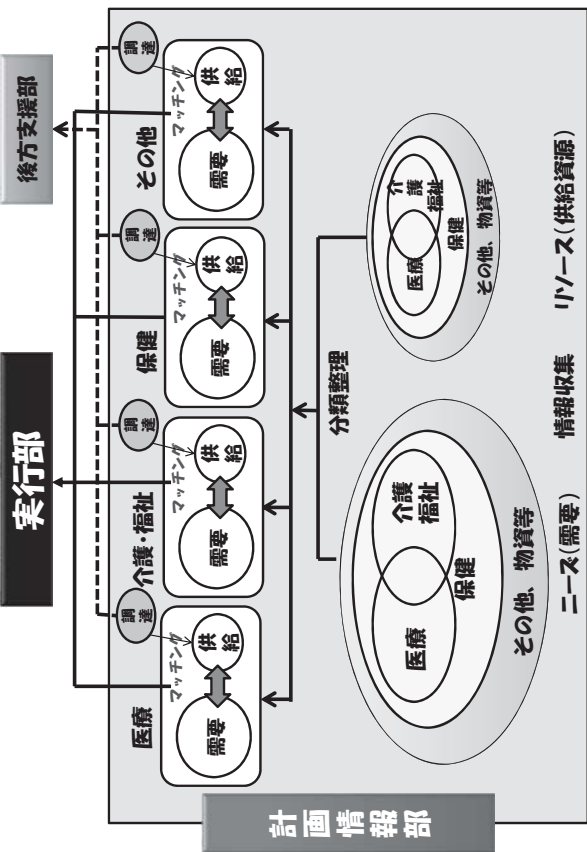 実行部
後方支援部
医療
介護・福祉
保健
その他
調達
調達
調達
調達
マッチング
マッチング
マッチング
マッチング
需要
供給
需要
供給
需要
供給
需要
供給
分類整理
医療
介護
福祉
保健
その他、物資等
医療
介護
福祉
保健
その他、物資等
ニーズ(需要)
情報収集
リソース(供給資源)
計画情報部